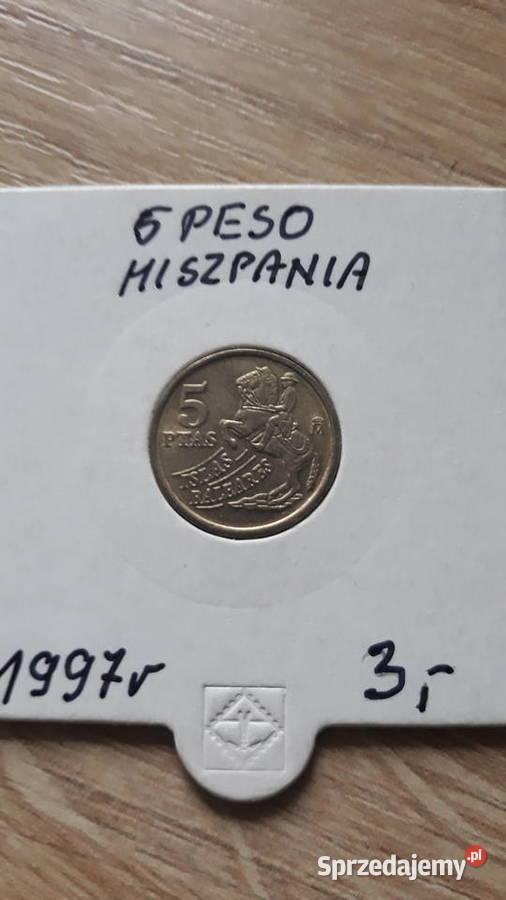 5 PESO
HISZPANIA
5
PTAS
M
ISLAS
BALEARES
1997r
3,-
Sprzedajemy.pl